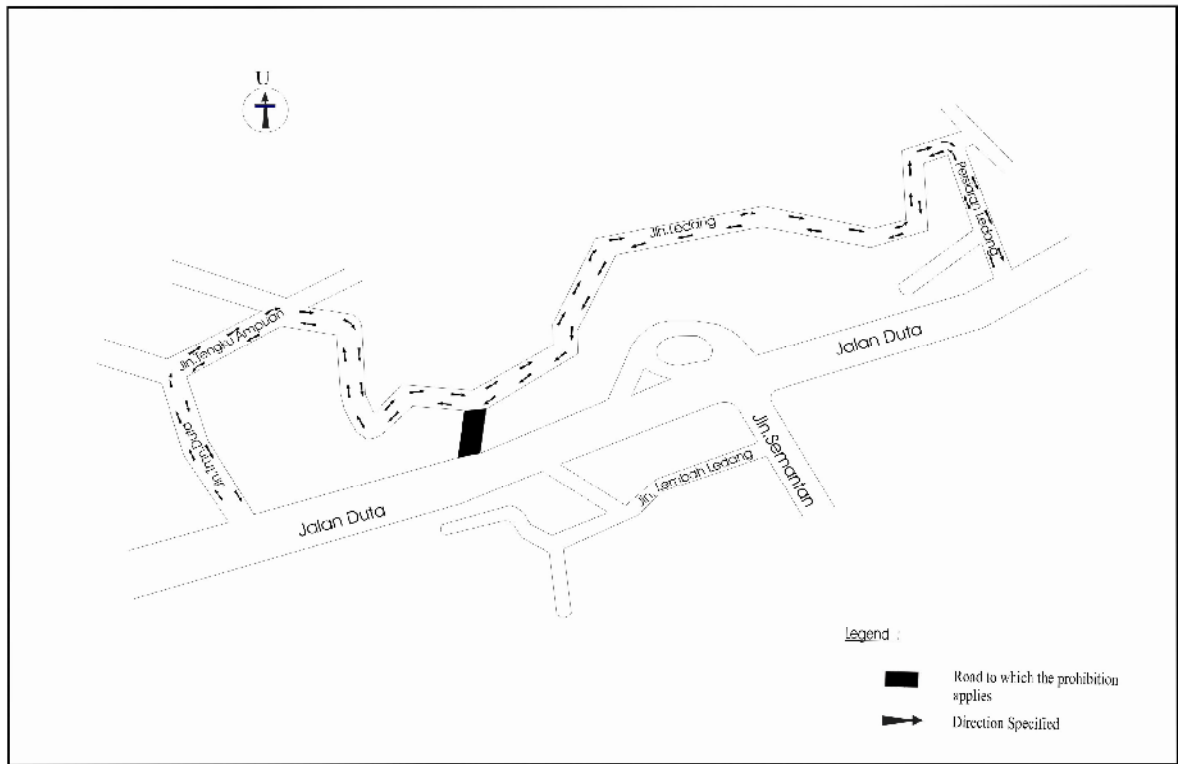 U
Persiaran Ledang
Jln.Ledang
Jln.Tengku Ampuan
Jalan Duta
Jln.Tmn.Duta
Jln.Semantan
Jln. Lembah Ledang
Jalan Duta
Legend :
Road to which the prohibition
applies
Direction Specified